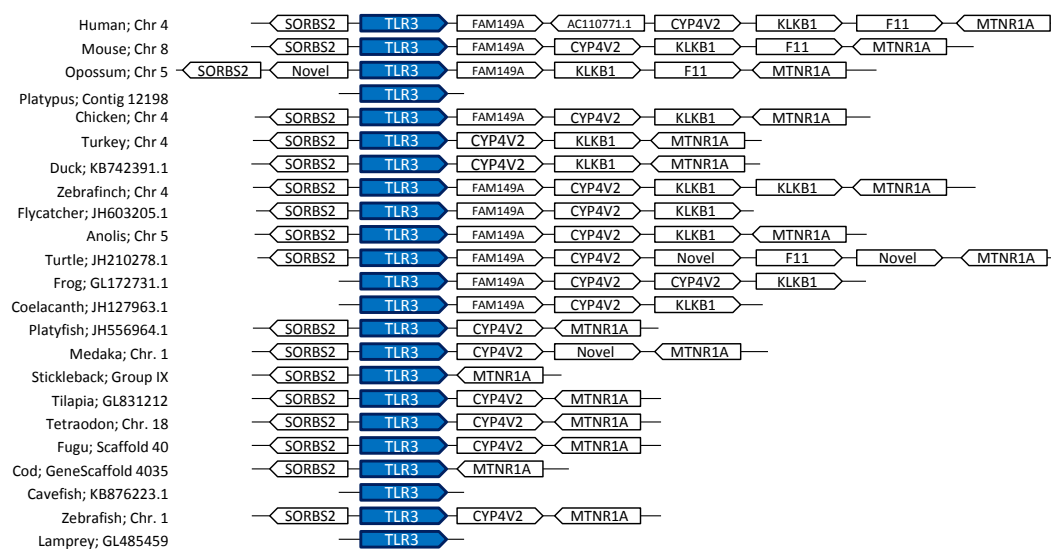 Human; Chr 4 SORBS2 TLR3 FAM149A AC110771.1 CYP4V2 KLKB1 F11 MTNR1A
Mouse; Chr 8 SORBS2 TLR3 FAM149A CYP4V2 KLKB1 F11 MTNR1A
Opossum; Chr 5 SORBS2 Novel TLR3 FAM149A KLKB1 F11 MTNR1A
Platypus; Contig 12198 TLR3
Chicken; Chr 4 SORBS2 TLR3 FAM149A CYP4V2 KLKB1 MTNR1A
Turkey; Chr 4 SORBS2 TLR3 CYP4V2 KLKB1 MTNR1A
Duck; KB742391.1 SORBS2 TLR3 CYP4V2 KLKB1 MTNR1A
Zebrafinch; Chr 4 SORBS2 TLR3 FAM149A CYP4V2 KLKB1 KLKB1 MTNR1A
Flycatcher; JH603205.1 SORBS2 TLR3 FAM149A CYP4V2 KLKB1
Anolis; Chr 5 SORBS2 TLR3 FAM149A CYP4V2 KLKB1 MTNR1A
Turtle; JH210278.1 SORBS2 TLR3 FAM149A CYP4V2 Novel F11 Novel MTNR1A
Frog; GL172731.1 TLR3 FAM149A CYP4V2 CYP4V2 KLKB1
Coelacanth; JH127963.1 TLR3 FAM149A CYP4V2 KLKB1
Platyfish; JH556964.1 SORBS2 TLR3 CYP4V2 MTNR1A
Medaka; Chr. 1 SORBS2 TLR3 CYP4V2 Novel MTNR1A
Stickleback; Group IX SORBS2 TLR3 MTNR1A
Tilapia; GL831212 SORBS2 TLR3 CYP4V2 MTNR1A
Tetraodon; Chr. 18 SORBS2 TLR3 CYP4V2 MTNR1A
Fugu; Scaffold 40 SORBS2 TLR3 CYP4V2 MTNR1A
Cod; GeneScaffold 4035 SORBS2 TLR3 MTNR1A
Cavefish; KB876223.1 TLR3
Zebrafish; Chr. 1 SORBS2 TLR3 CYP4V2 MTNR1A
Lamprey; GL485459 TLR3